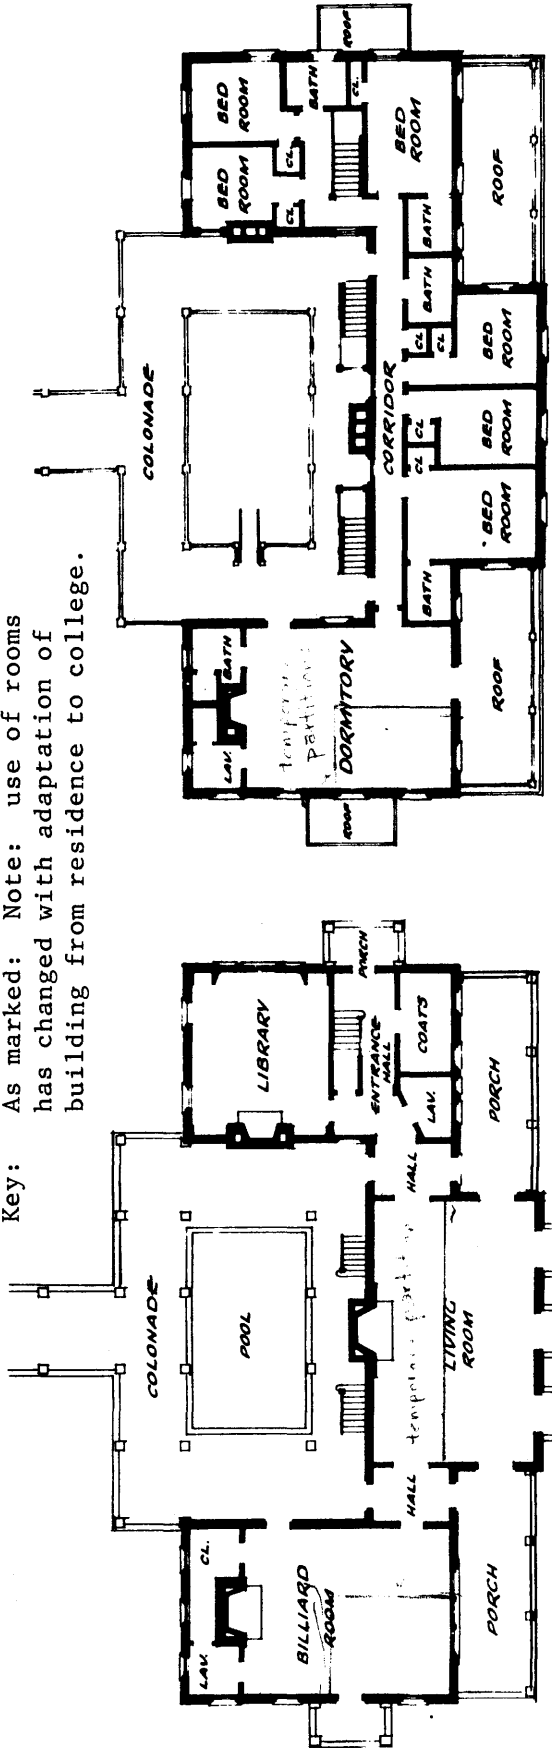 Key: As marked: Note: use of rooms
has changed with adaptation of
building from residence to college.
ROOF
BED
ROOM
BATH
CL.
BED
ROOM
BED
ROOM
CL.
CL.
ROOF
BATH
BATH
CL
CL
BED
ROOM
COLONADE
CORRIDOR
BED
ROOM
CL
CL
BED
ROOM
BATH
BATH
LAV.
temporary
partitions
DORMITORY
ROOF
ROOF
PORCH
LIBRARY
ENTRANCE
HALL
COATS
LAV.
PORCH
HALL
COLONADE
POOL
temporary partition
LIVING
ROOM
HALL
CL.
LAV.
BILLIARD
ROOM
PORCH